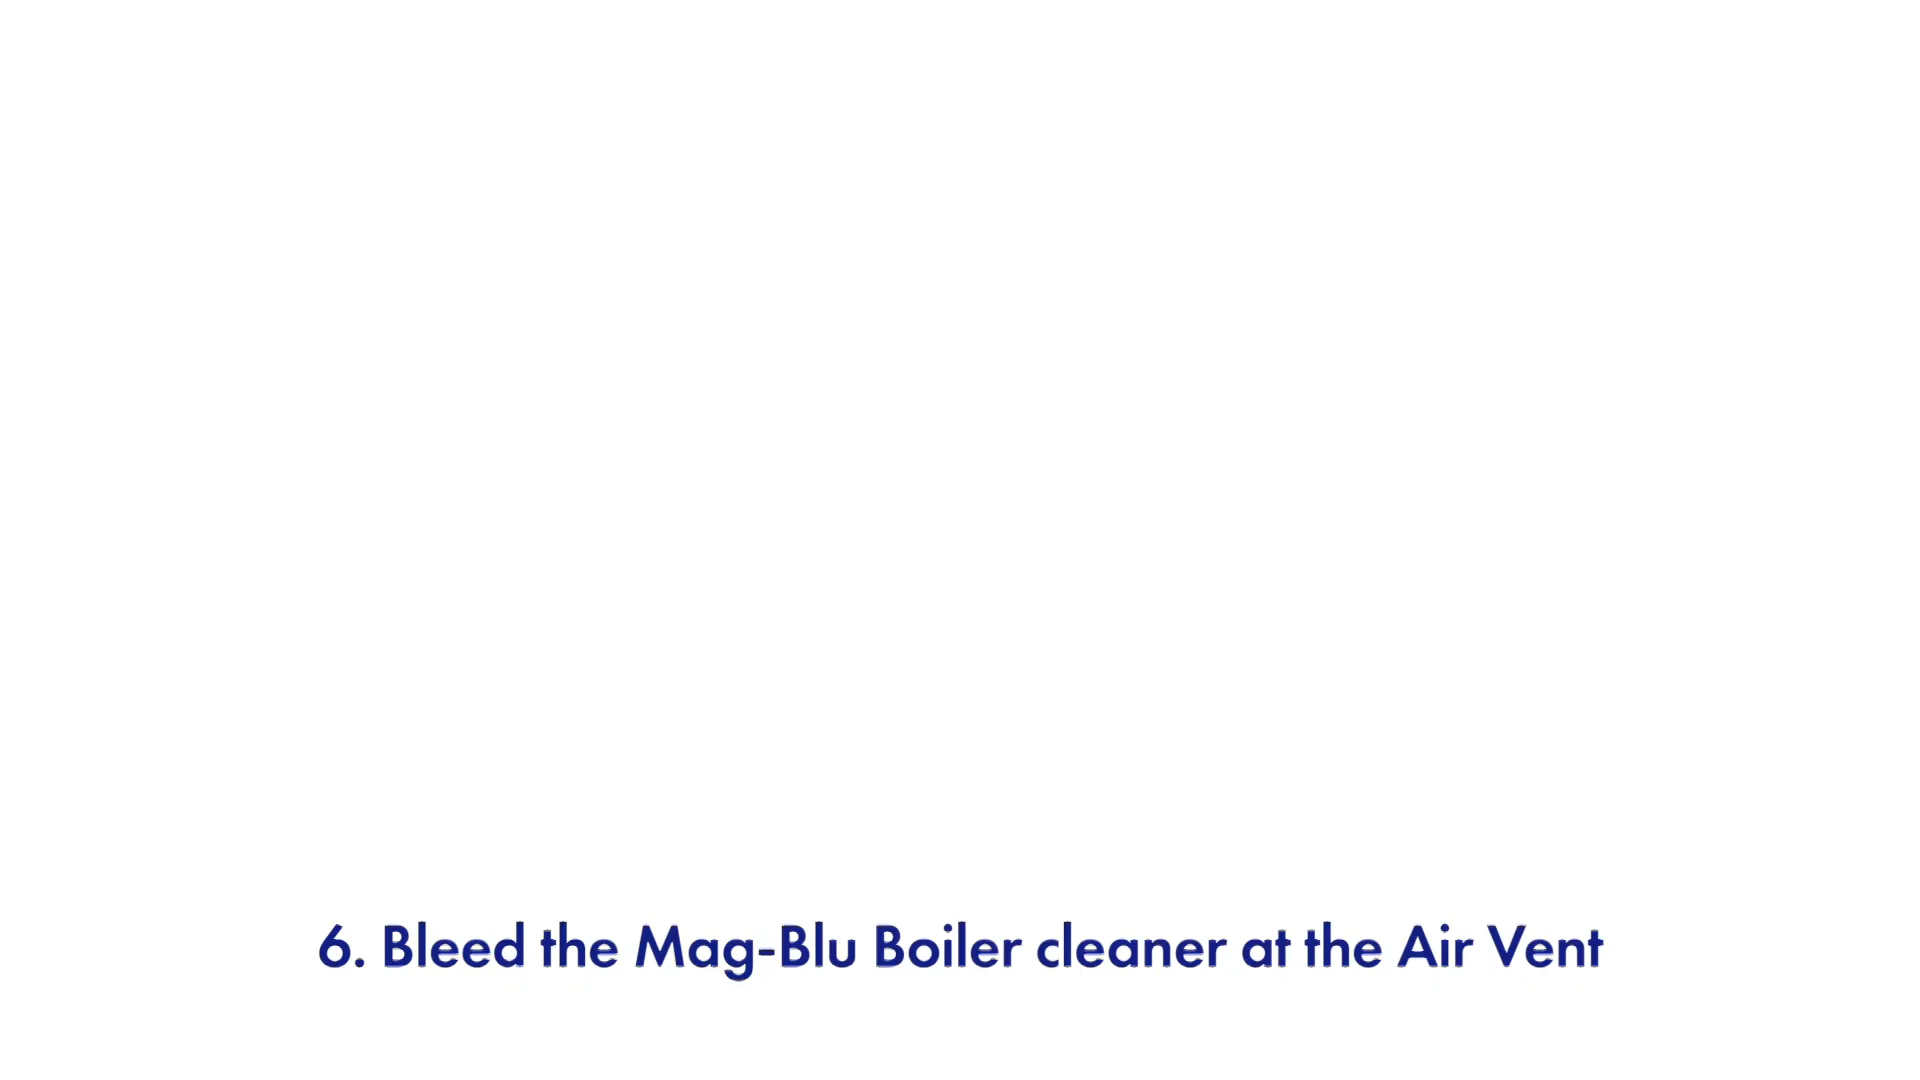 6. Bleed the Mag-Blu Boiler cleaner at the Air Vent